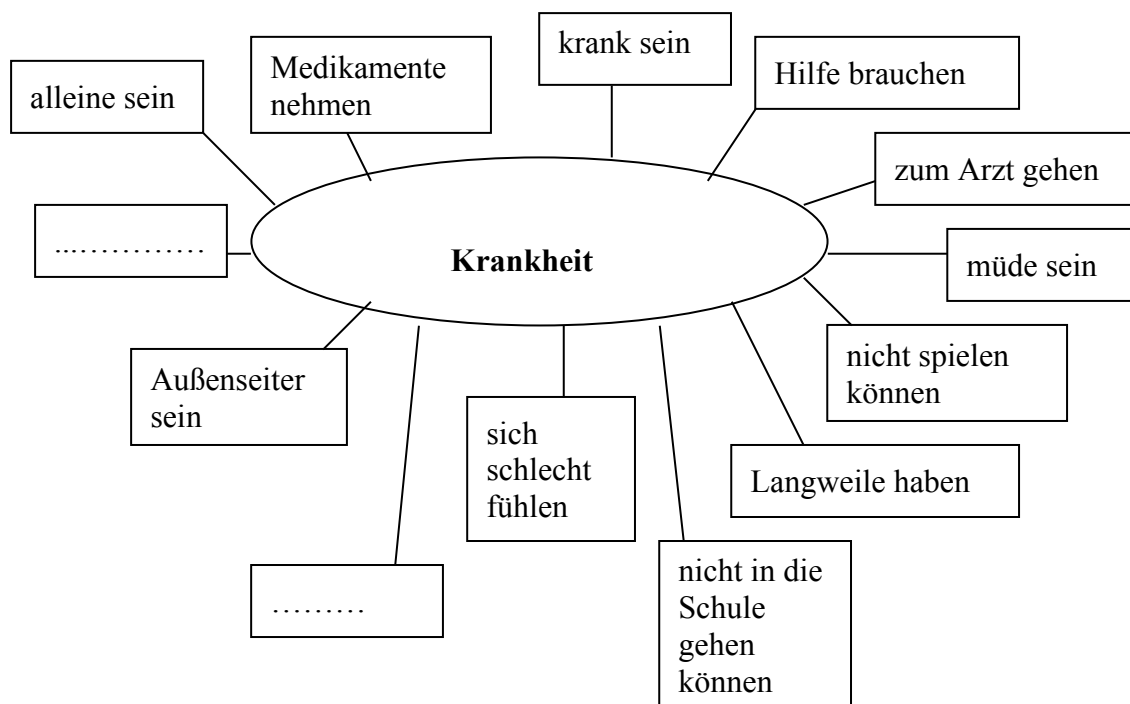 krank sein
Medikamente
nehmen
Hilfe brauchen
alleine sein
zum Arzt gehen
...…………
Krankheit
müde sein
nicht spielen
können
Außenseiter
sein
sich
schlecht
fühlen
Langweile haben
nicht in die
Schule
gehen
können
………